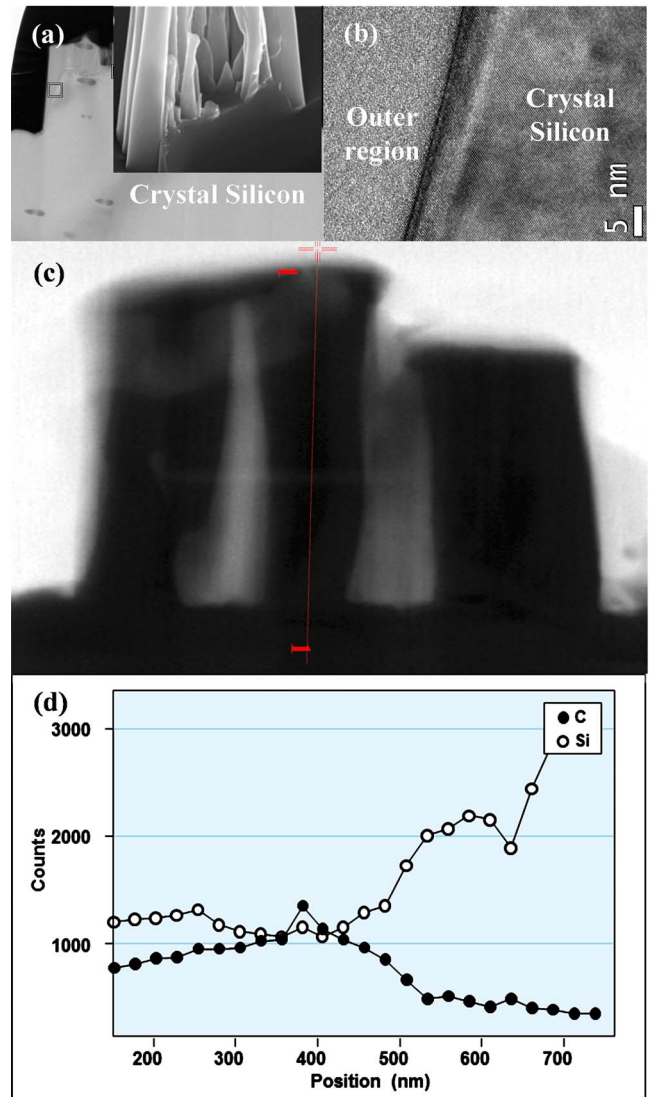 (a)
Crystal Silicon
(b)
Outer
region
Crystal
Silicon
5 nm
(c)
(d)
C
Si
3000
2000
1000
Counts
200
300
400
500
600
700
Position (nm)